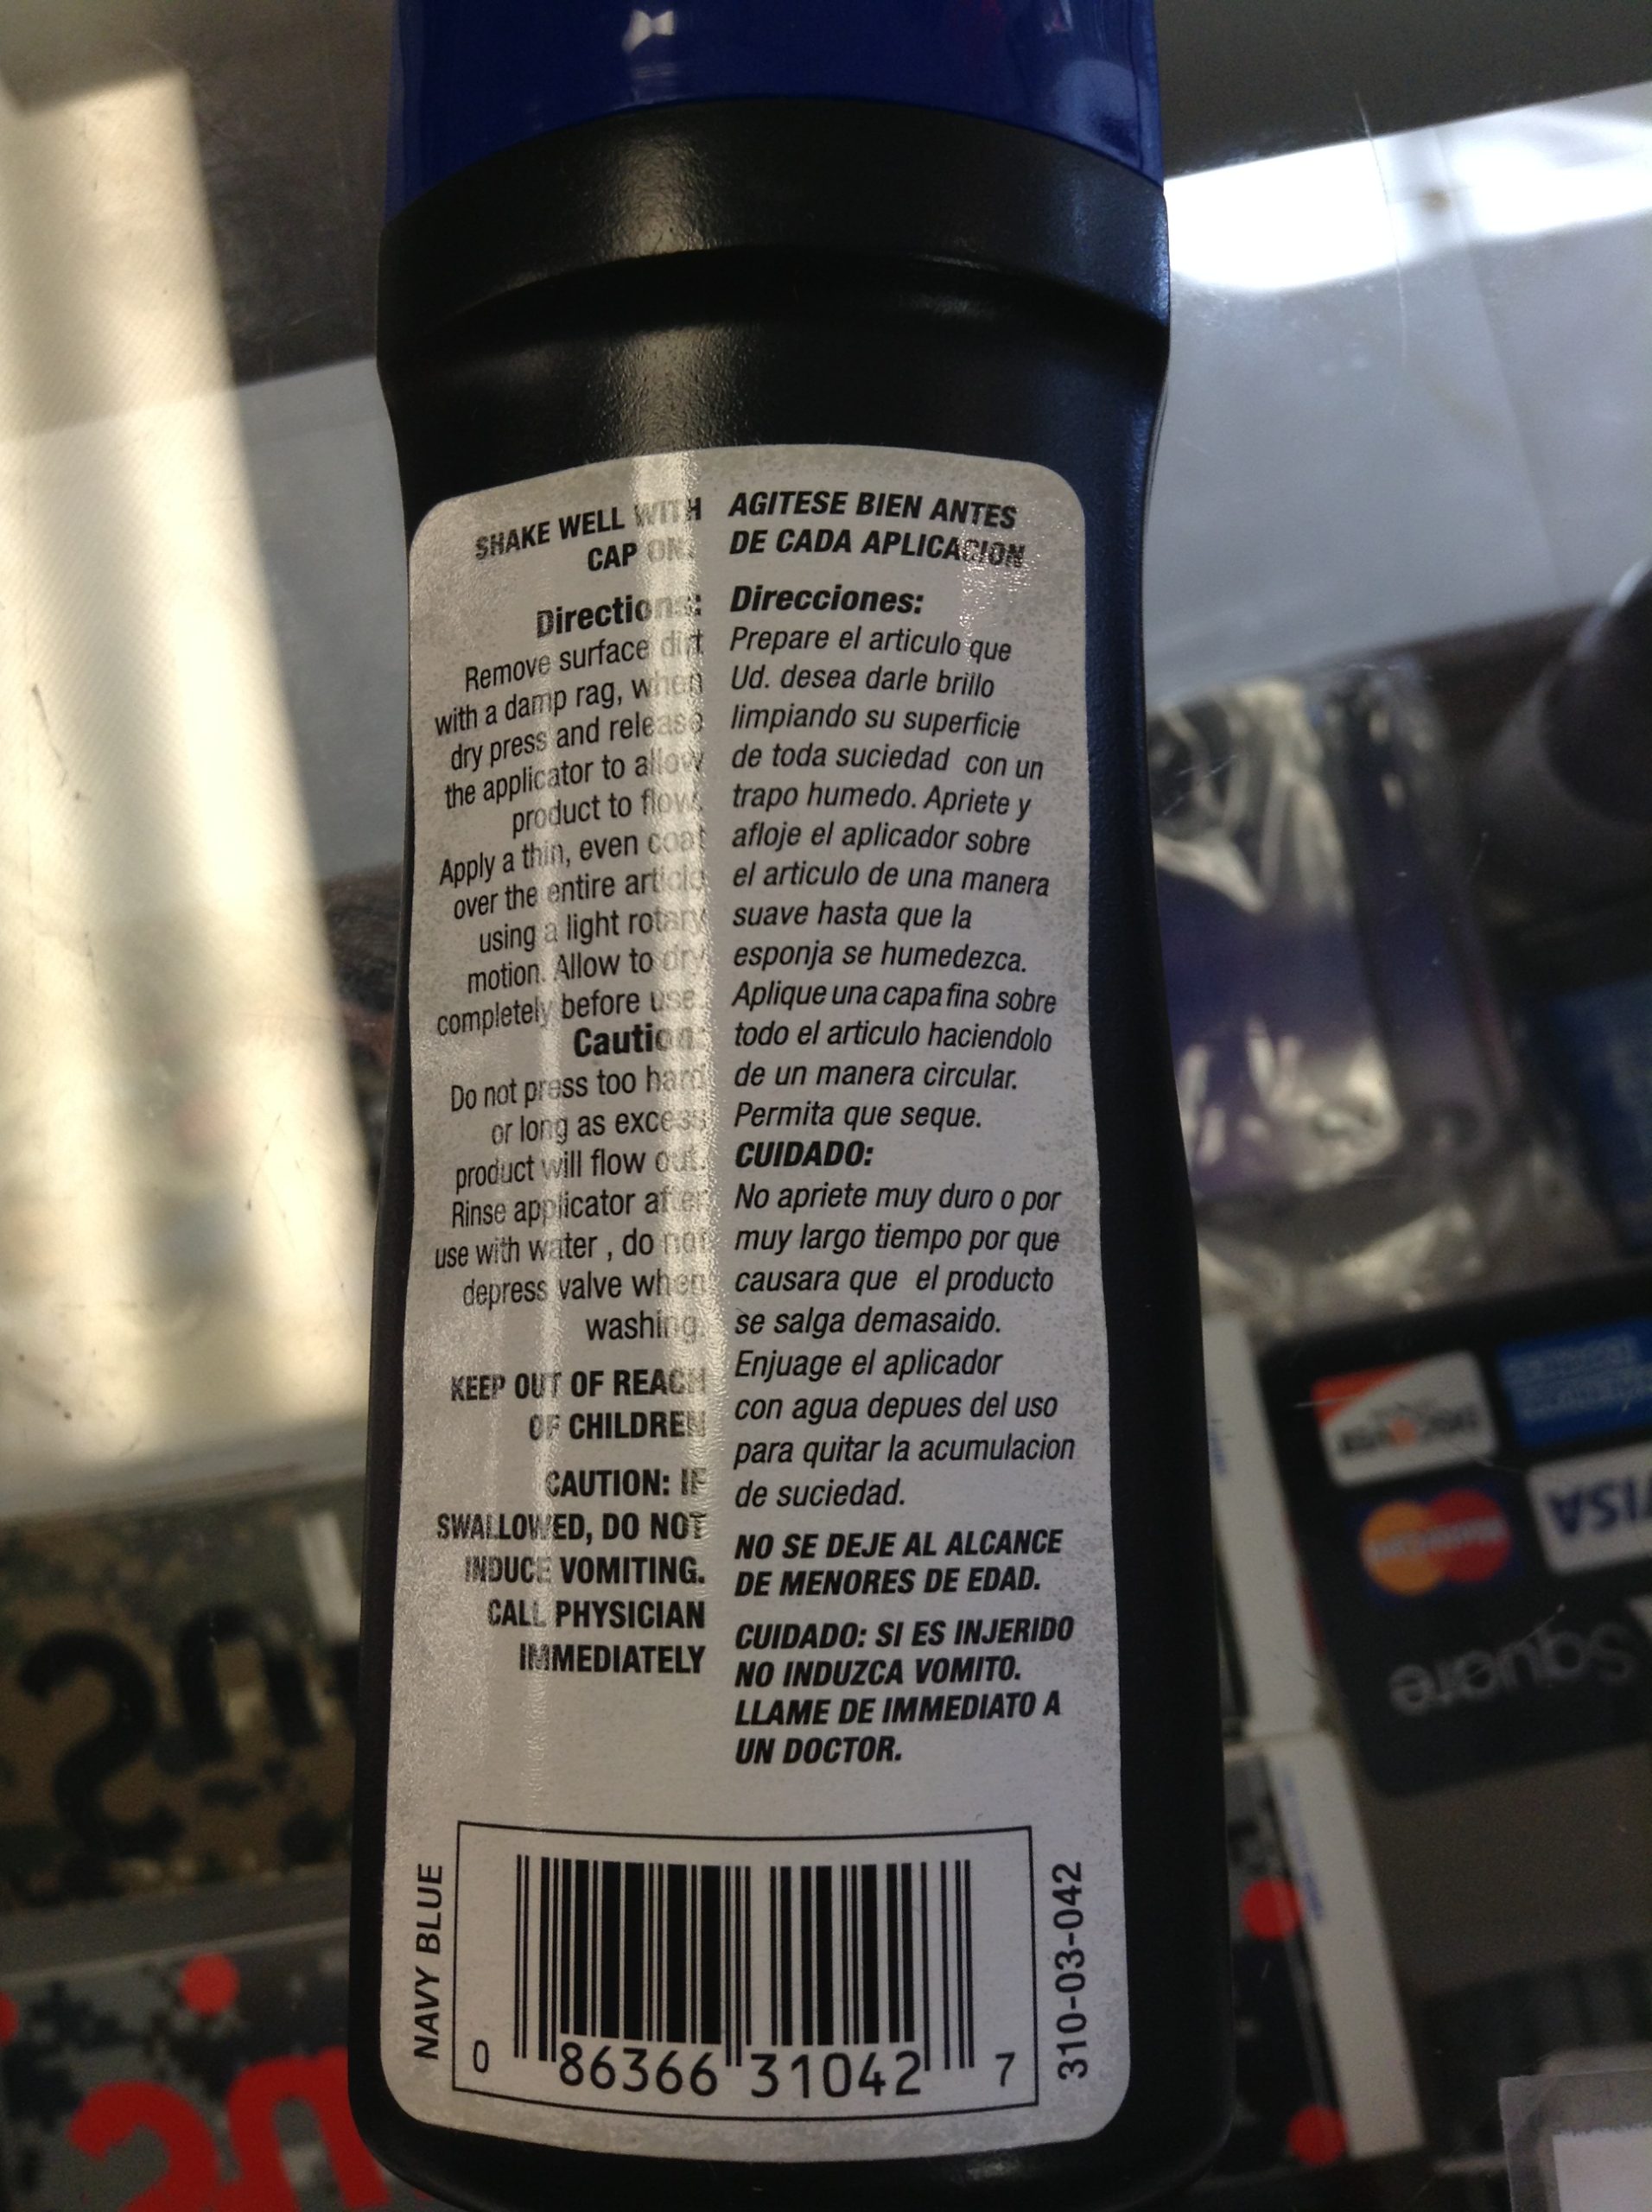 SHAKE WELL WITH
CAP ON.
Directions:
Remove surface dirt
with a damp rag, when
dry press and release
the applicator to allow
product to flow.
Apply a thin, even coat
over the entire article
using a light rotary
motion. Allow to dry
completely before use.
Caution:
Do not press too hard
or long as excess
product will flow out.
Rinse applicator after
use with water , do not
depress valve when
washing.
KEEP OUT OF REACH
OF CHILDREN
CAUTION: IF
SWALLOWED, DO NOT
INDUCE VOMITING.
CALL PHYSICIAN
IMMEDIATELY
AGITESE BIEN ANTES
DE CADA APLICACION
Direcciones:
Prepare el articulo que
Ud. desea darle brillo
limpiando su superficie
de toda suciedad con un
trapo humedo. Apriete y
afloje el aplicador sobre
el articulo de una manera
suave hasta que la
esponja se humedezca.
Aplique una capa fina sobre
todo el articulo haciendolo
de un manera circular.
Permita que seque.
CUIDADO:
No apriete muy duro o por
muy largo tiempo por que
causara que el producto
se salga demasaido.
Enjuage el aplicador
con agua depues del uso
para quitar la acumulacion
de suciedad.
NO SE DEJE AL ALCANCE
DE MENORES DE EDAD.
CUIDADO: SI ES INJERIDO
NO INDUZCA VOMITO.
LLAME DE IMMEDIATO A
UN DOCTOR.
NAVY BLUE
0 86366 31042 7
310-03-042
MasterCard
VISA
Square